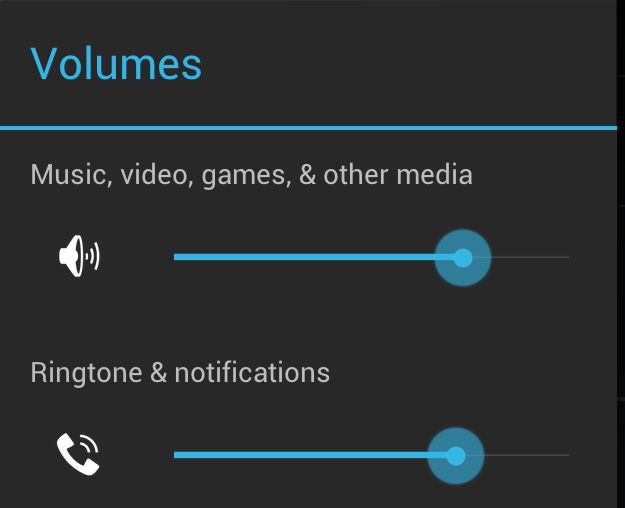 Volumes
Music, video, games, & other media
Ringtone & notifications